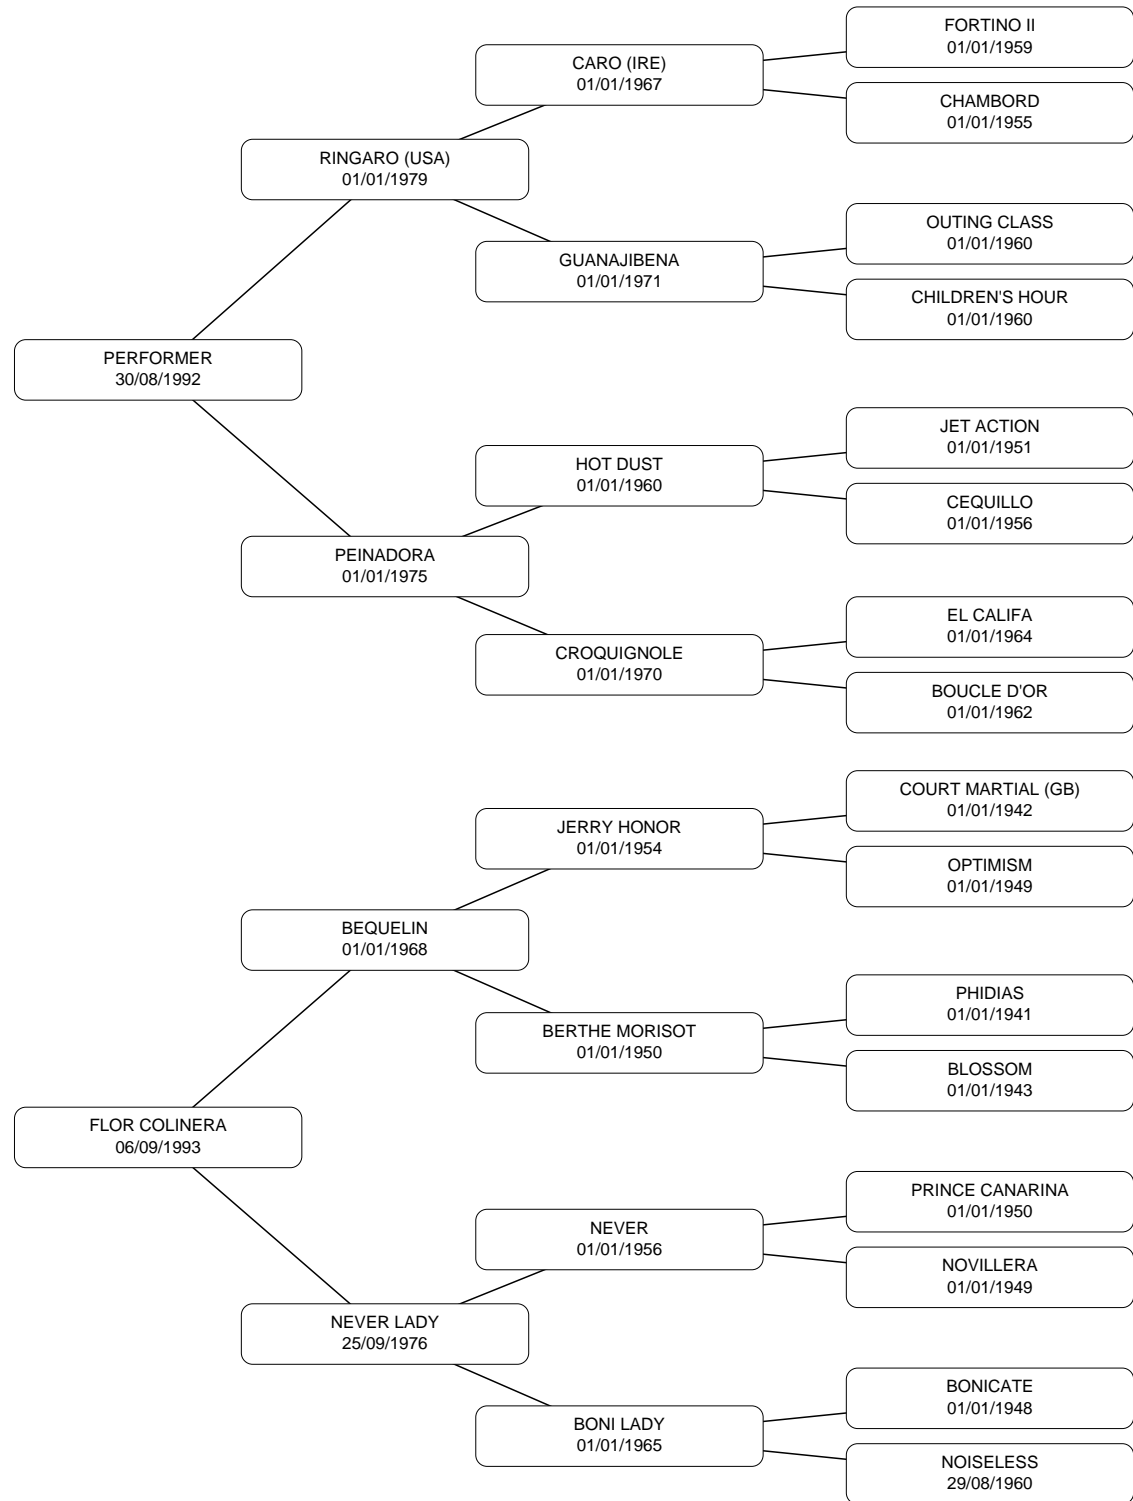 FORTINO II
01/01/1959
CARO (IRE)
01/01/1967
CHAMBORD
01/01/1955
RINGARO (USA)
01/01/1979
OUTING CLASS
01/01/1960
GUANAJIBENA
01/01/1971
CHILDREN'S HOUR
01/01/1960
PERFORMER
30/08/1992
JET ACTION
01/01/1951
HOT DUST
01/01/1960
CEQUILLO
01/01/1956
PEINADORA
01/01/1975
EL CALIFA
01/01/1964
CROQUIGNOLE
01/01/1970
BOUCLE D'OR
01/01/1962
COURT MARTIAL (GB)
01/01/1942
JERRY HONOR
01/01/1954
OPTIMISM
01/01/1949
BEQUELIN
01/01/1968
PHIDIAS
01/01/1941
BERTHE MORISOT
01/01/1950
BLOSSOM
01/01/1943
FLOR COLINERA
06/09/1993
PRINCE CANARINA
01/01/1950
NEVER
01/01/1956
NOVILLERA
01/01/1949
NEVER LADY
25/09/1976
BONICATE
01/01/1948
BONI LADY
01/01/1965
NOISELESS
29/08/1960